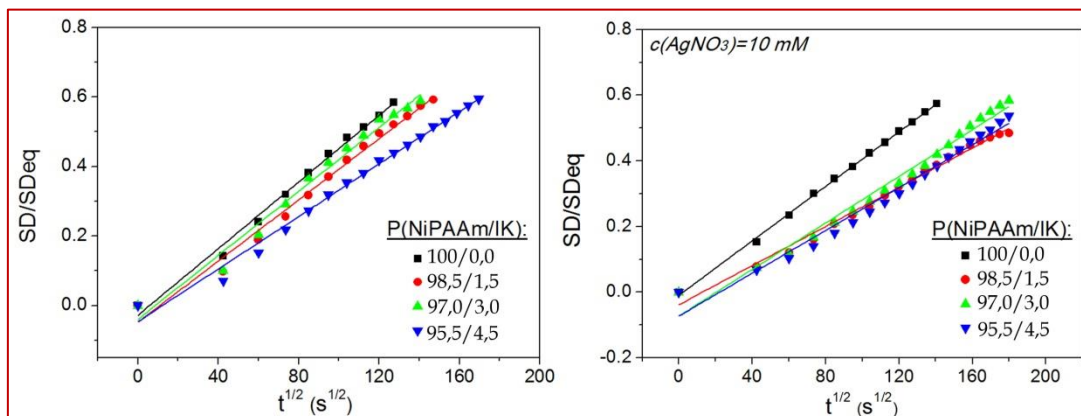 0.8
0.6
0.4
0.2
0.0
SD/SDeq
0 40 80 120 160 200
t^1/2 (s^1/2)
P(NiPAAm/IK):
100/0,0
98,5/1,5
97,0/3,0
95,5/4,5
c(AgNO3)=10 mM
0.8
0.6
0.4
0.2
0.0
-0.2
SD/SDeq
0 40 80 120 160 200
t^1/2 (s^1/2)
P(NiPAAm/IK):
100/0,0
98,5/1,5
97,0/3,0
95,5/4,5